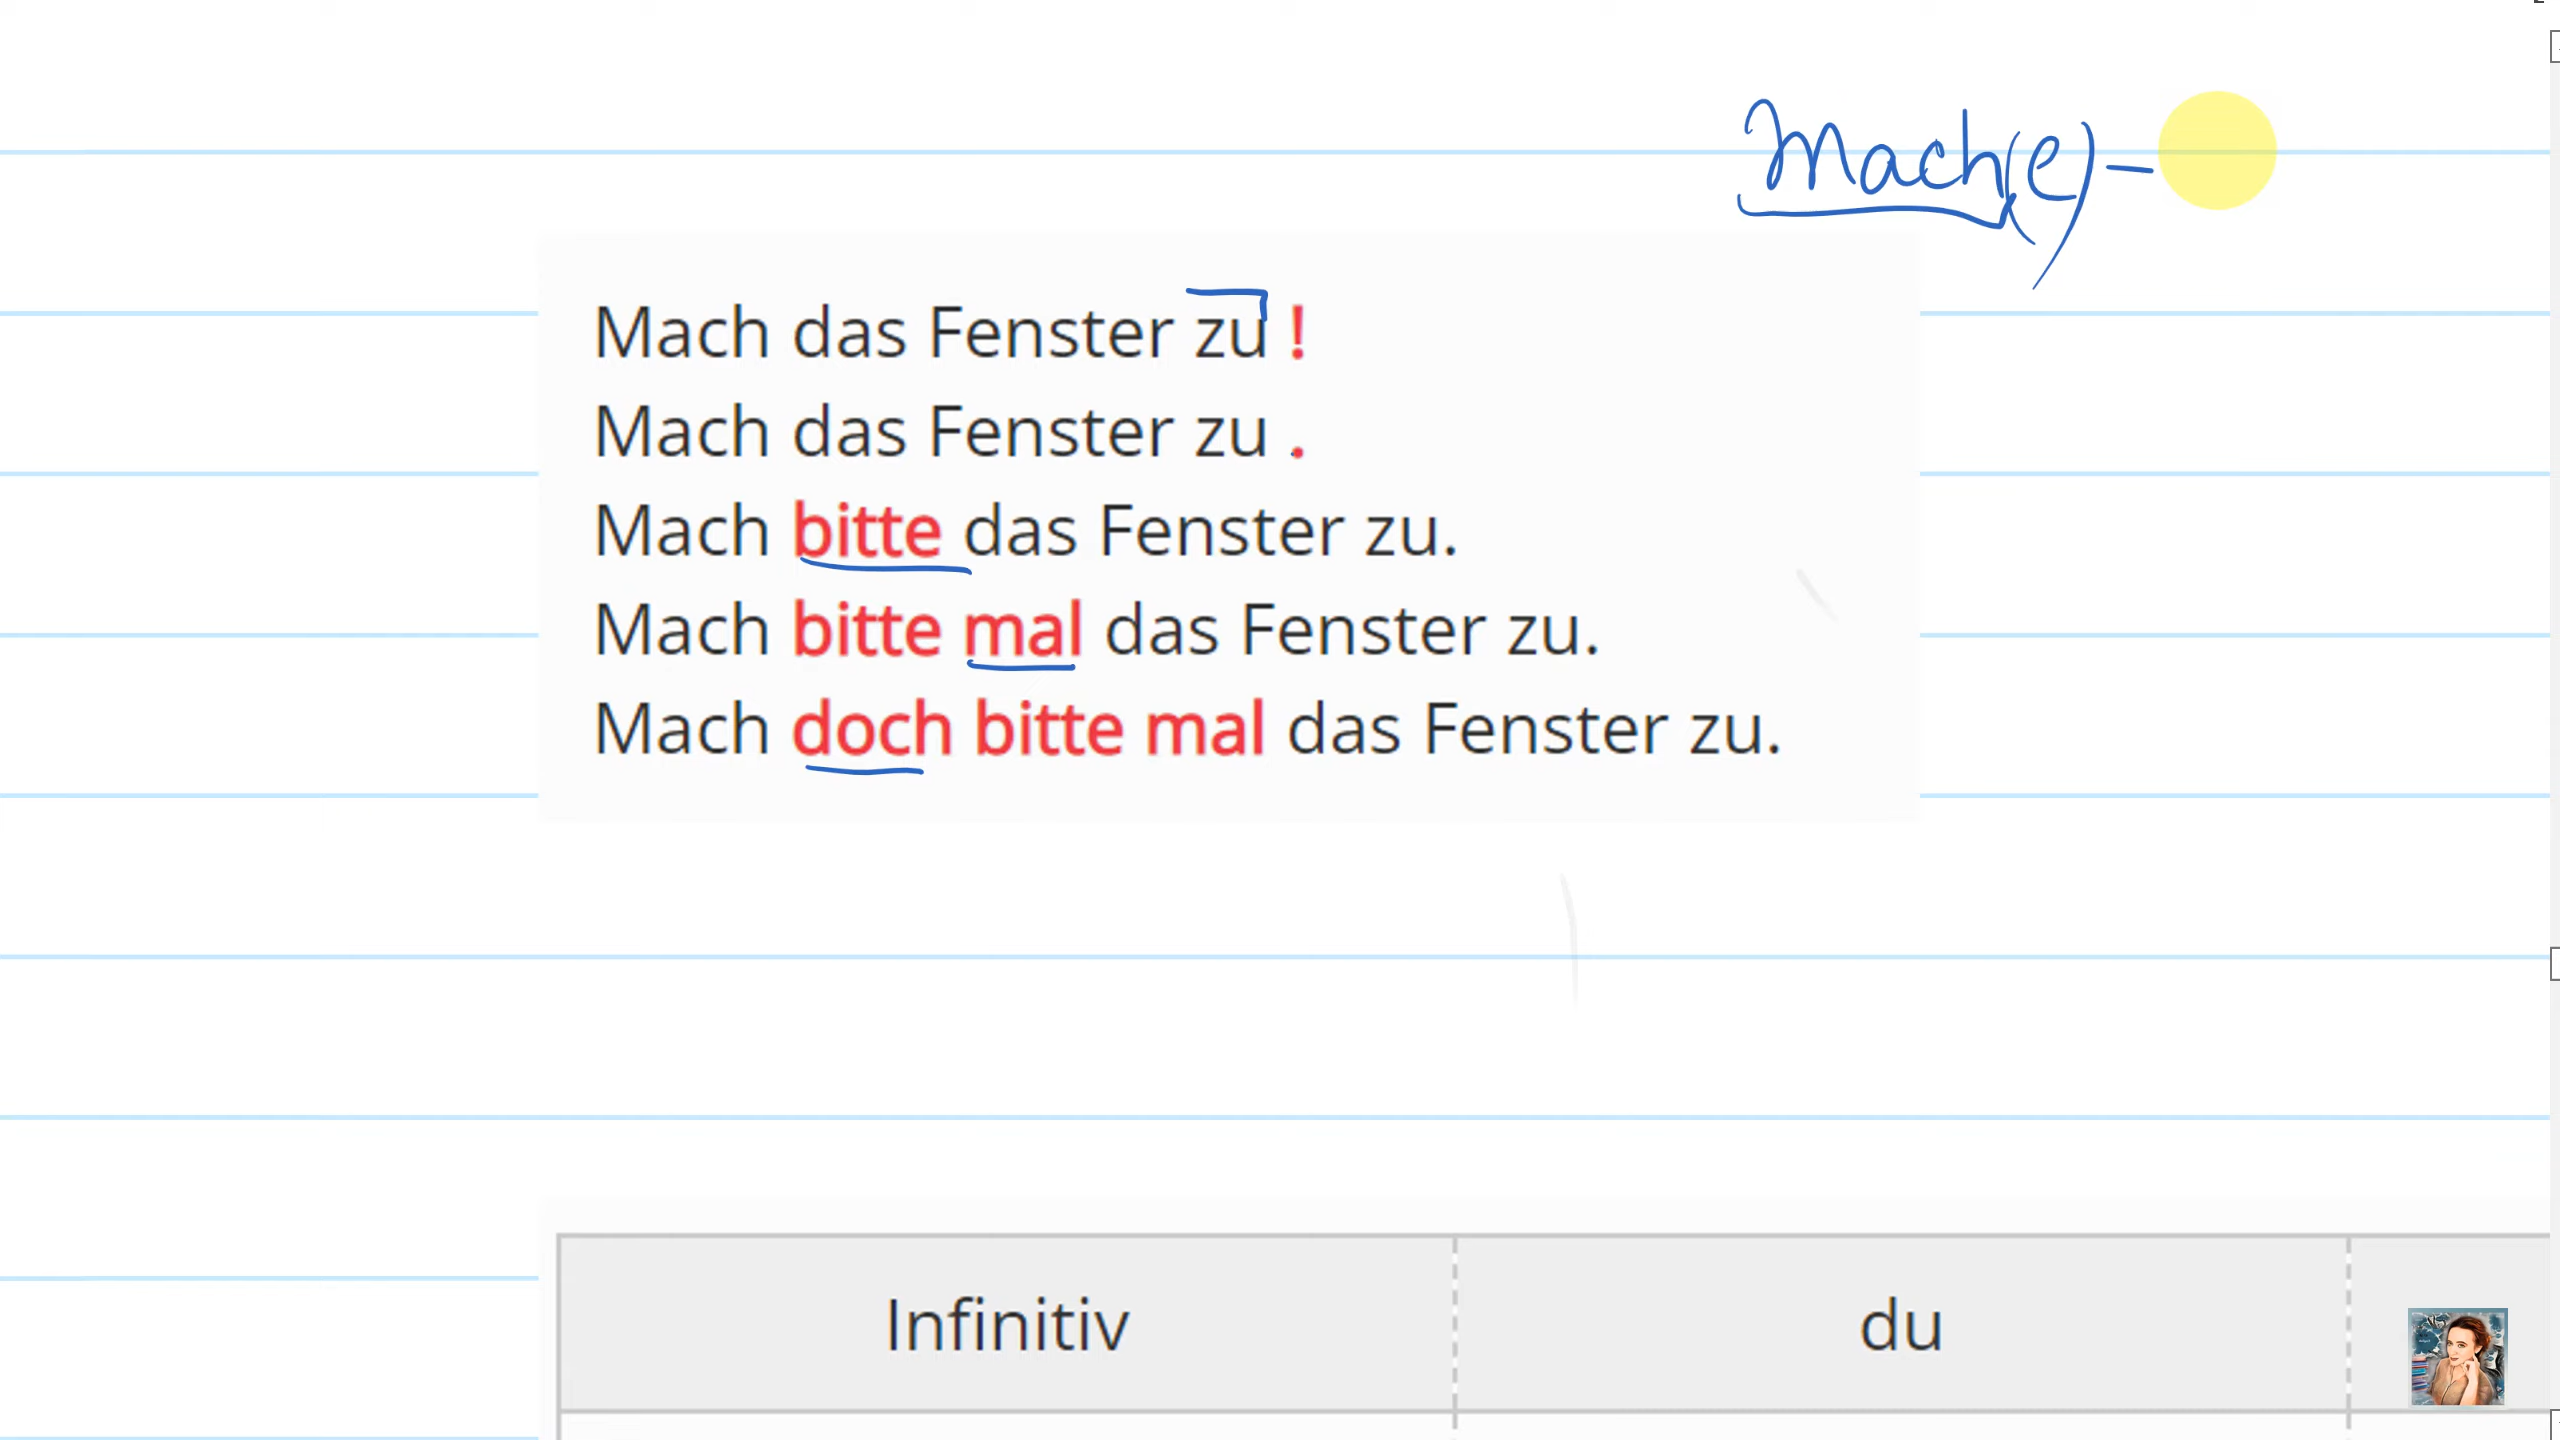 Mach(e) –
Mach das Fenster zu !
Mach das Fenster zu .
Mach bitte das Fenster zu.
Mach bitte mal das Fenster zu.
Mach doch bitte mal das Fenster zu.
Infinitiv du